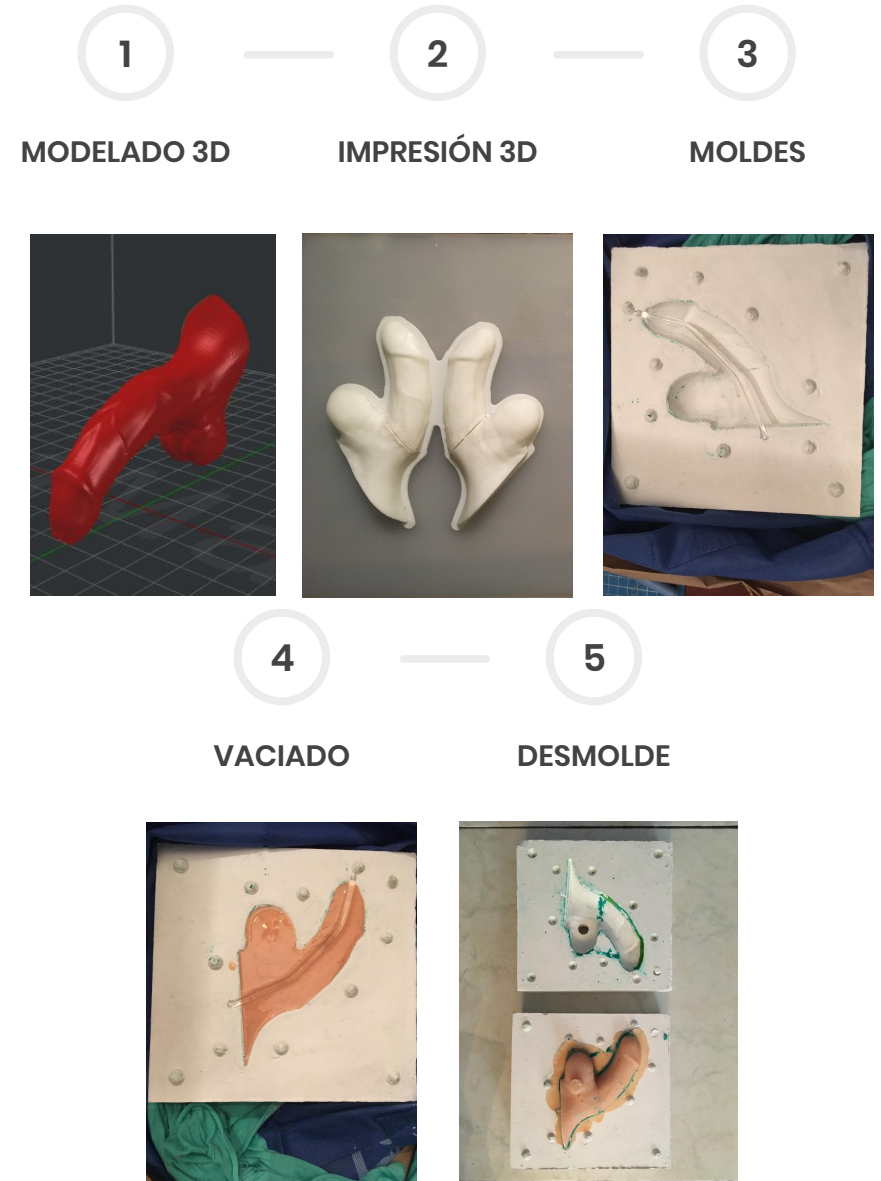 1
2
3
MODELADO 3D
IMPRESIÓN 3D
MOLDES
4
5
VACIADO
DESMOLDE